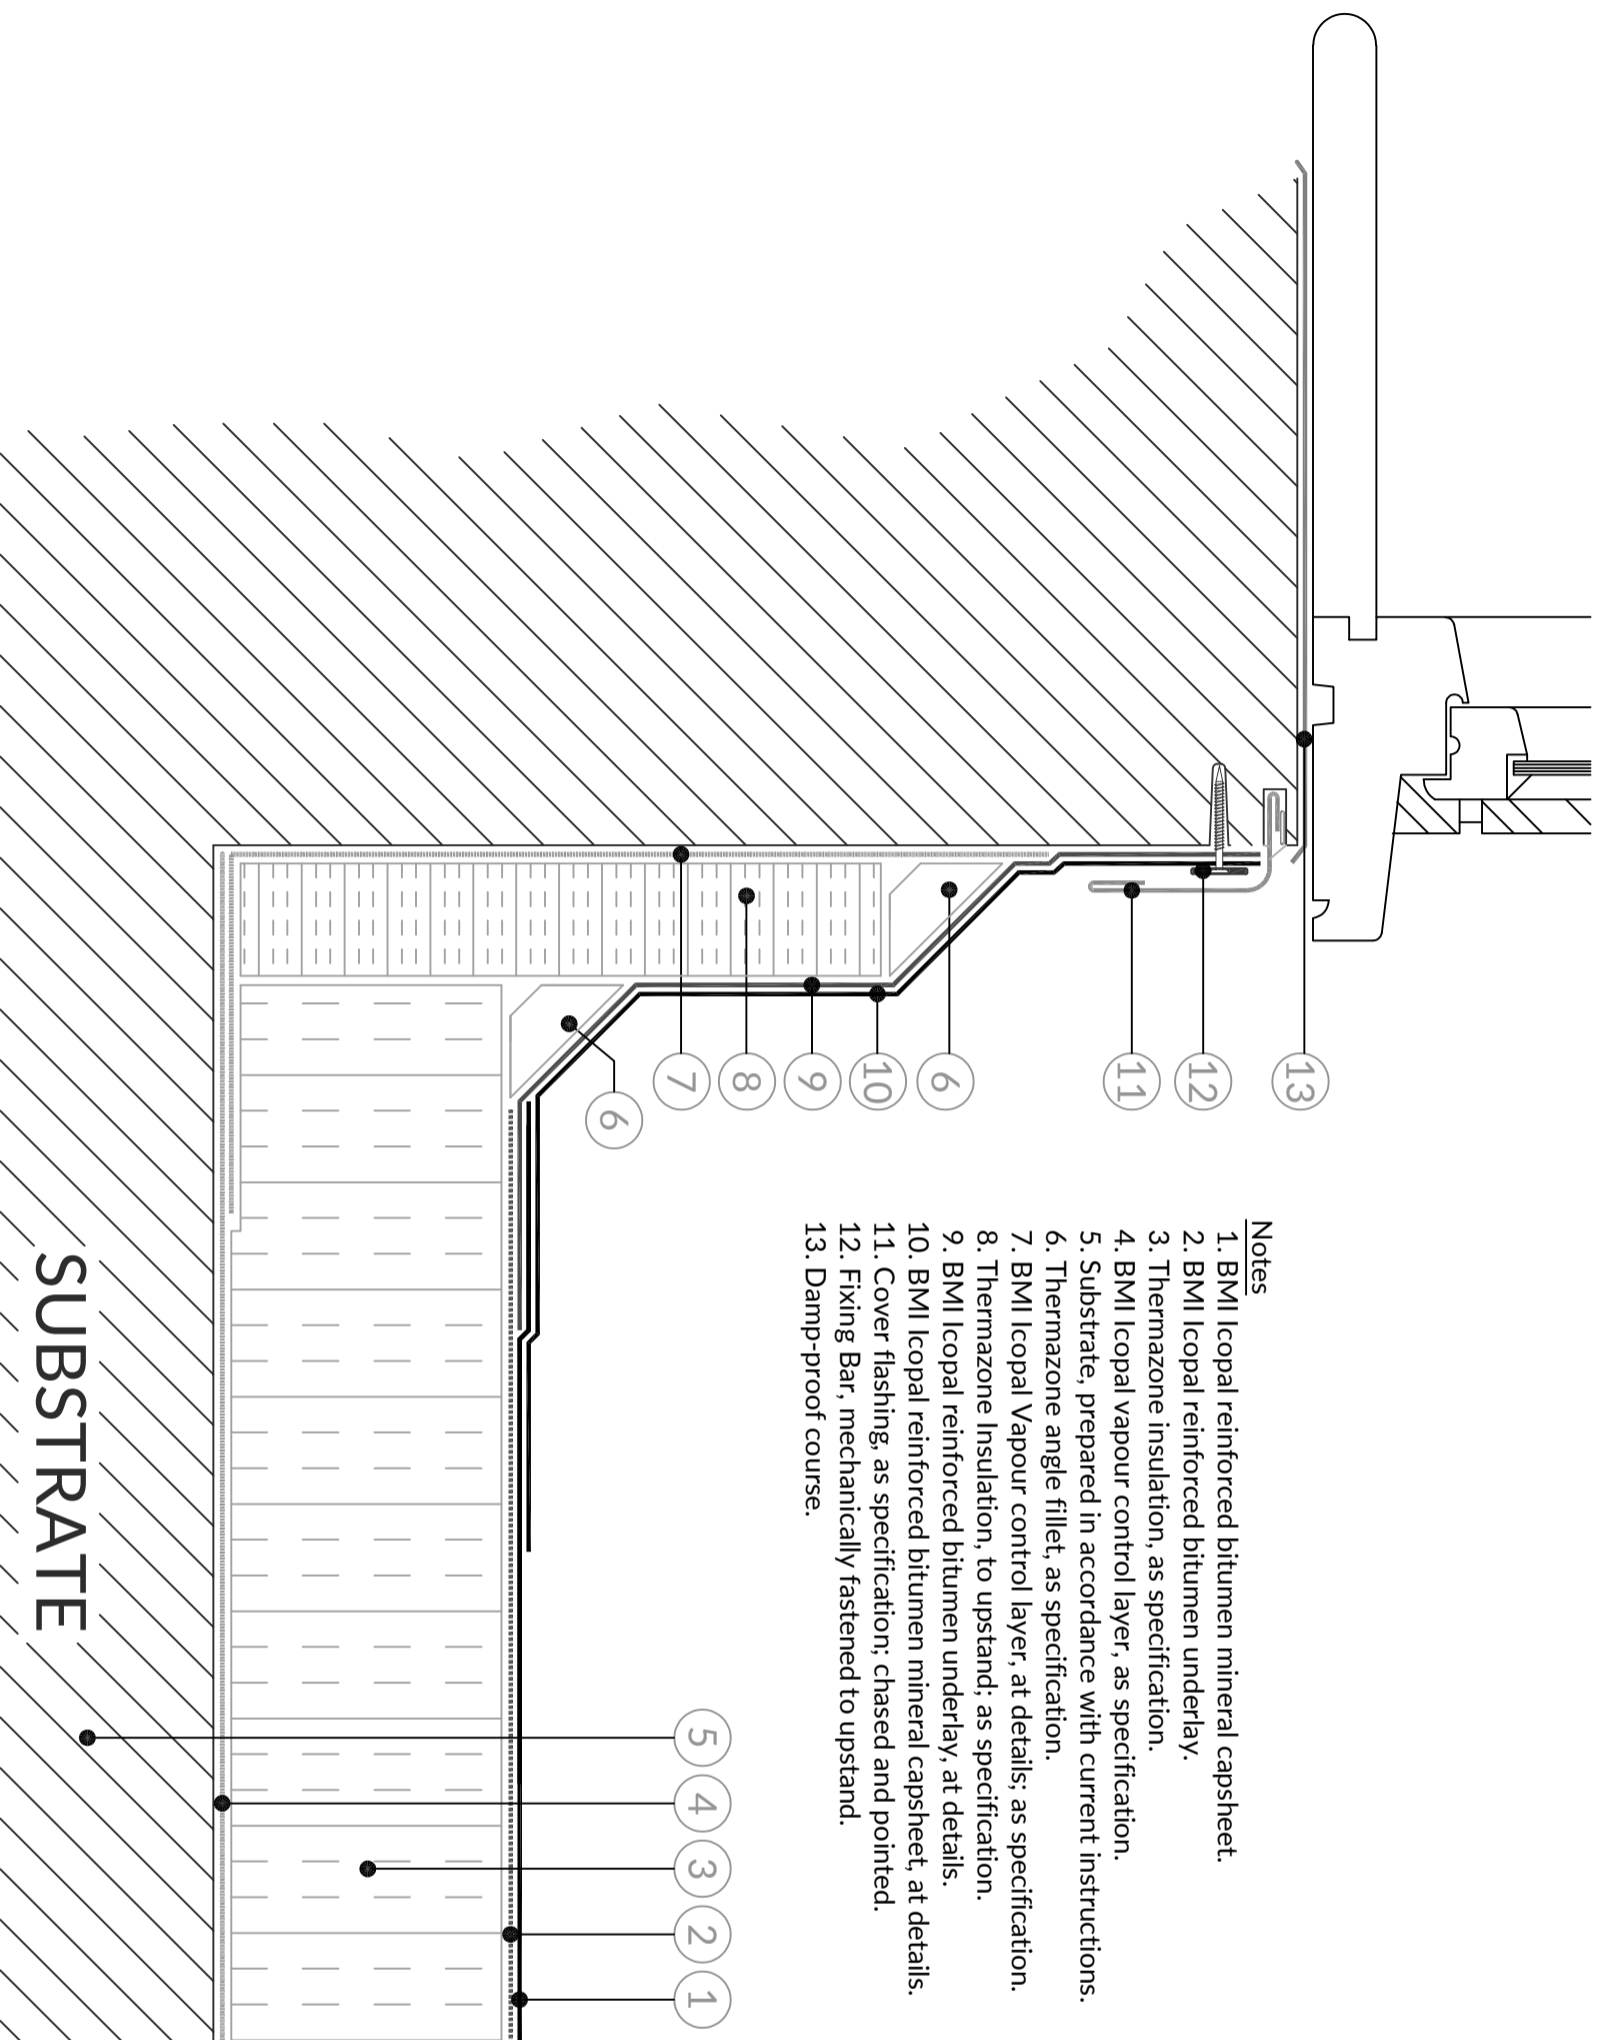 13
12
11
6
10
9
8
7
6
Notes
1. BMI Icopal reinforced bitumen mineral capsheet.
2. BMI Icopal reinforced bitumen underlay.
3. Thermazone insulation, as specification.
4. BMI Icopal vapour control layer, as specification.
5. Substrate, prepared in accordance with current instructions.
6. Thermazone angle fillet, as specification.
7. BMI Icopal Vapour control layer, at details; as specification.
8. Thermazone Insulation, to upstand; as specification.
9. BMI Icopal reinforced bitumen underlay, at details.
10. BMI Icopal reinforced bitumen mineral capsheet, at details.
11. Cover flashing, as specification; chased and pointed.
12. Fixing Bar, mechanically fastened to upstand.
13. Damp-proof course.
5
4
3
2
1
SUBSTRATE